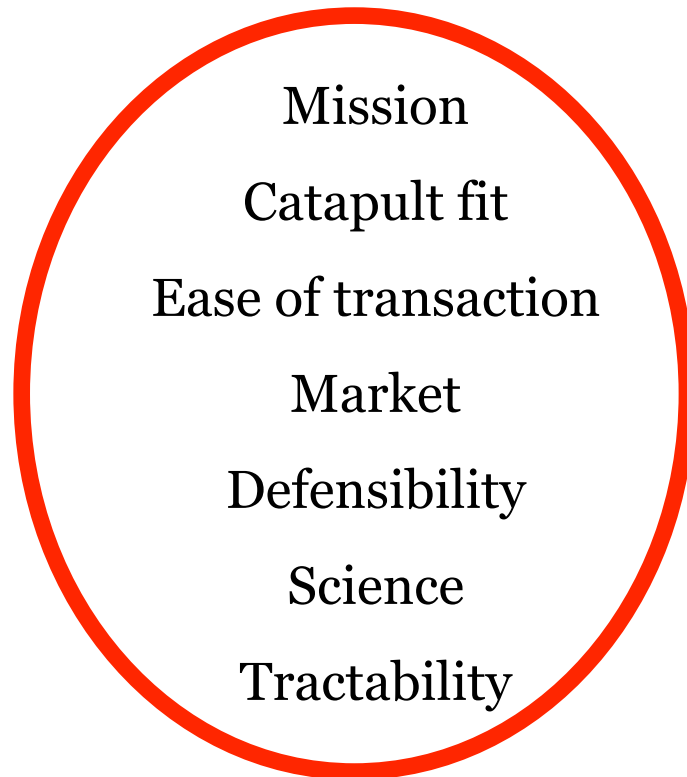 Mission
Catapult fit
Ease of transaction
Market
Defensibility
Science
Tractability